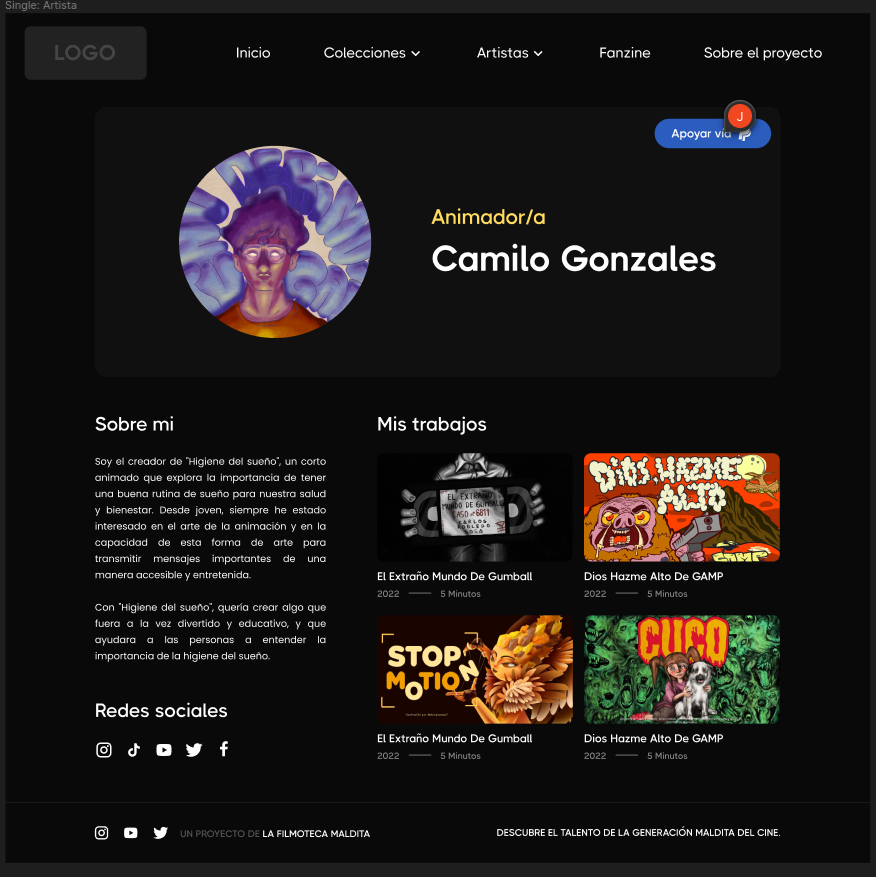 Single: Artista
LOGO
Inicio
Colecciones
Artistas
Fanzine
Sobre el proyecto
J
Apoyar vía
Animador/a
Camilo Gonzales
Sobre mi
Soy el creador de "Higiene del sueño", un corto
animado que explora la importancia de tener
una buena rutina de sueño para nuestra salud
y bienestar. Desde joven, siempre he estado
interesado en el arte de la animación y en la
capacidad de esta forma de arte para
transmitir mensajes importantes de una
manera accesible y entretenida.
Con "Higiene del sueño", quería crear algo que
fuera a la vez divertido y educativo, y que
ayudara a las personas a entender la
importancia de la higiene del sueño.
Redes sociales
Mis trabajos
EL EXTRAÑO
MUNDO DE GUMBALL
CASO nº 6811
CARLOS
ROBLEDO
El Extraño Mundo De Gumball
2022
5 Minutos
DIOS, HAZME
ALTO
GAMP
Dios Hazme Alto De GAMP
2022
5 Minutos
STOP
MOTION
El Extraño Mundo De Gumball
2022
5 Minutos
CUCO
Dios Hazme Alto De GAMP
2022
5 Minutos
UN PROYECTO DE LA FILMOTECA MALDITA
DESCUBRE EL TALENTO DE LA GENERACIÓN MALDITA DEL CINE.